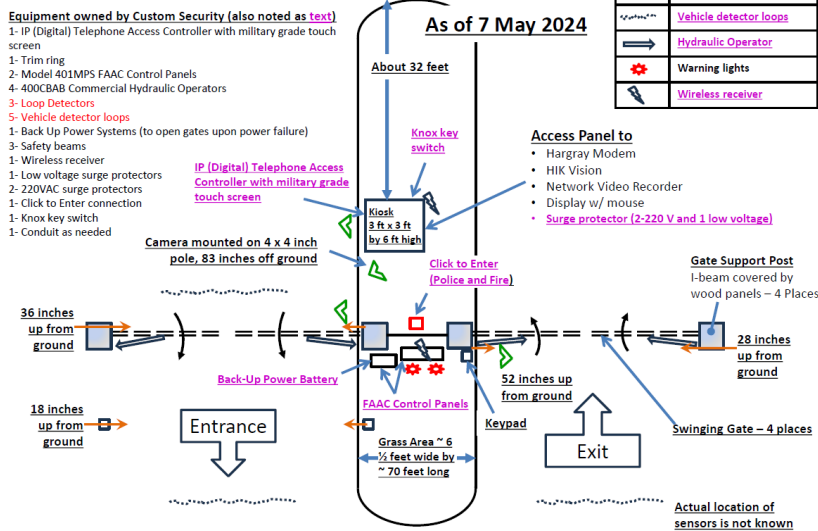 Equipment owned by Custom Security (also noted as text)
1- IP (Digital) Telephone Access Controller with military grade touch
screen
1- Trim ring
2- Model 401MPS FAAC Control Panels
4- 400CBAB Commercial Hydraulic Operators
3- Loop Detectors
5- Vehicle detector loops
1- Back Up Power Systems (to open gates upon power failure)
3- Safety beams
1- Wireless receiver
1- Low voltage surge protectors
2- 220VAC surge protectors
1- Click to Enter connection
1- Knox key switch
1- Conduit as needed
As of 7 May 2024
Vehicle detector loops
Hydraulic Operator
Warning lights
Wireless receiver
About 32 feet
Knox key
switch
IP (Digital) Telephone Access
Controller with military grade
touch screen
Access Panel to
• Hargray Modem
• HIK Vision
• Network Video Recorder
• Display w/ mouse
• Surge protector (2-220 V and 1 low voltage)
Kiosk
3 ft x 3 ft
by 6 ft high
Camera mounted on 4 x 4 inch
pole, 83 inches off ground
Click to Enter
(Police and Fire)
Gate Support Post
I-beam covered by
wood panels – 4 Places
36 inches
up from
ground
28 inches
up from
ground
Back-Up Power Battery
52 inches up
from ground
FAAC Control Panels
18 inches
up from
ground
Entrance
Keypad
Exit
Swinging Gate – 4 places
Grass Area ~ 6
½ feet wide by
~ 70 feet long
Actual location of
sensors is not known